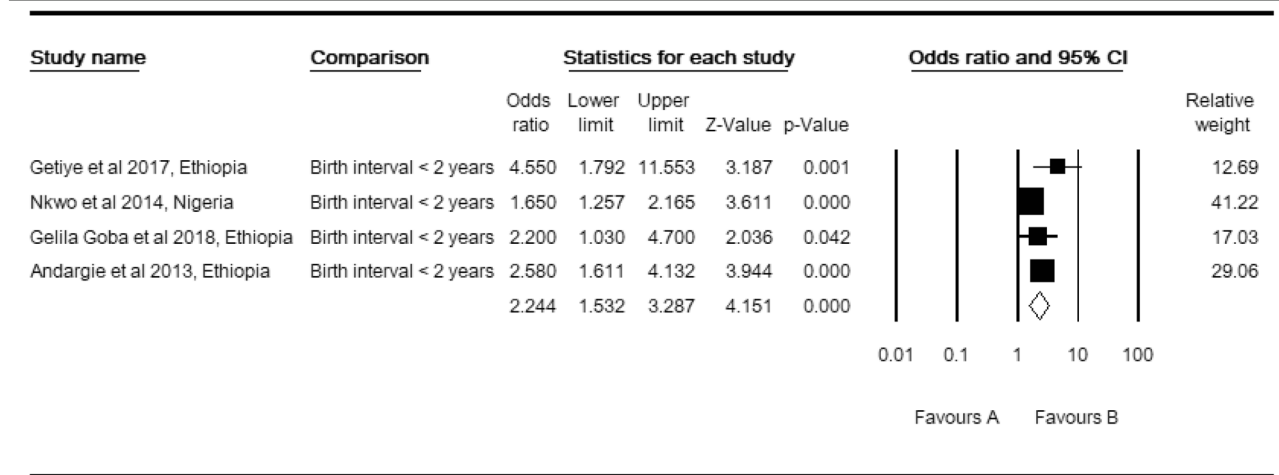 Study name Comparison Statistics for each study Odds ratio and 95% CI
Odds Lower Upper Relative
ratio limit limit Z-Value p-Value weight
Getiye et al 2017, Ethiopia Birth interval < 2 years 4.550 1.792 11.553 3.187 0.001 12.69
Nkwo et al 2014, Nigeria Birth interval < 2 years 1.650 1.257 2.165 3.611 0.000 41.22
Gelila Goba et al 2018, Ethiopia Birth interval < 2 years 2.200 1.030 4.700 2.036 0.042 17.03
Andargie et al 2013, Ethiopia Birth interval < 2 years 2.580 1.611 4.132 3.944 0.000 29.06
2.244 1.532 3.287 4.151 0.000
0.01 0.1 1 10 100
Favours A Favours B